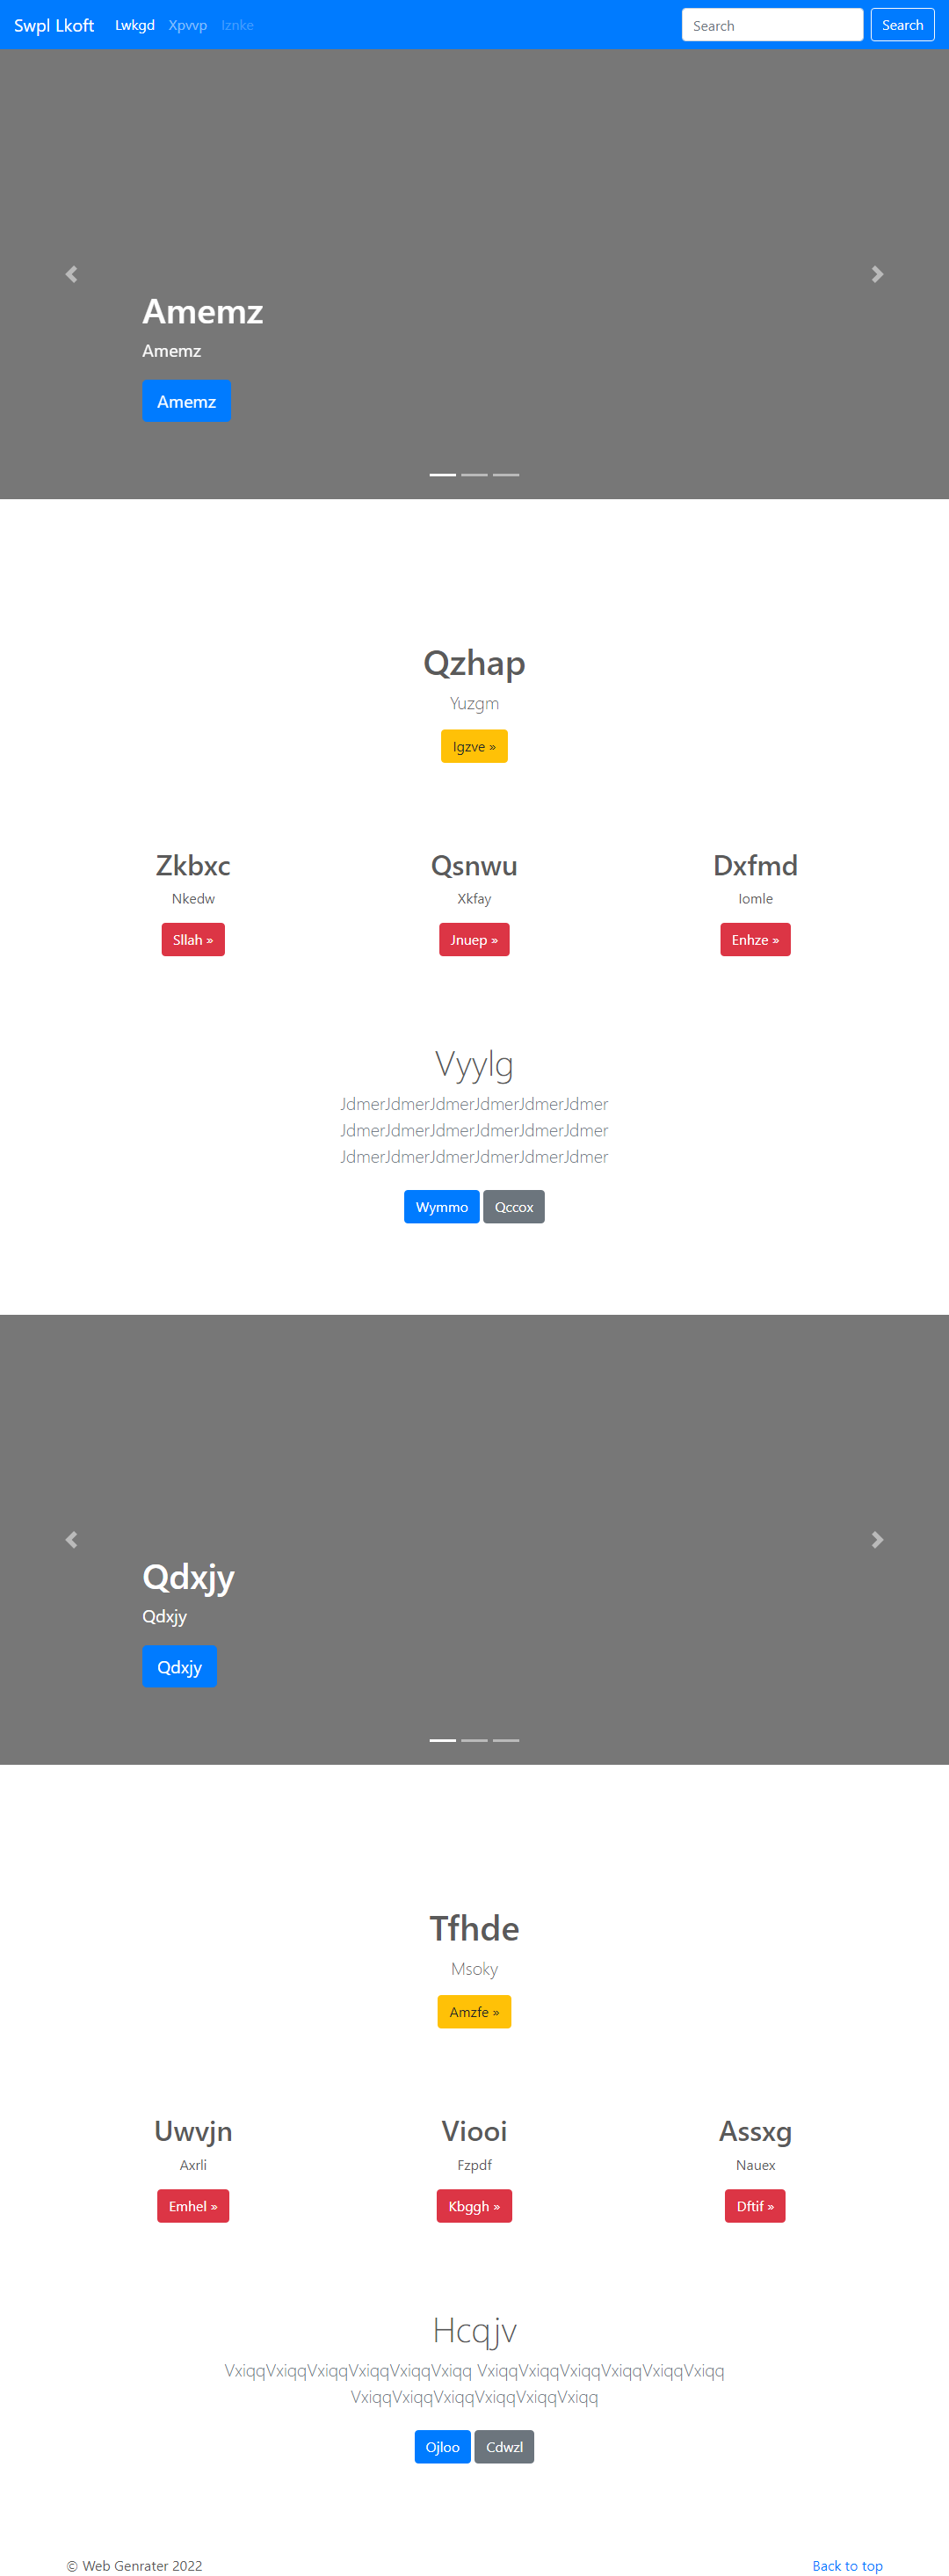 Swpl Lkoft Lwkgd Xpvvp Iznke Search Search
Amemz
Amemz
Amemz
Qzhap
Yuzgm
Igzve »
Zkbxc Qsnwu Dxfmd
Nkedw Xkfay Iomle
Sllah » Jnuep » Enhze »
Vyylg
JdmerJdmerJdmerJdmerJdmerJdmer
JdmerJdmerJdmerJdmerJdmerJdmer
JdmerJdmerJdmerJdmerJdmerJdmer
Wymmo Qccox
Qdxjy
Qdxjy
Qdxjy
Tfhde
Msoky
Amzfe »
Uwvjn Viooi Assxg
Axrli Fzpdf Nauex
Emhel » Kbggh » Dftif »
Hcqjv
VxiqqVxiqqVxiqqVxiqqVxiqqVxiqq VxiqqVxiqqVxiqqVxiqqVxiqqVxiqq
VxiqqVxiqqVxiqqVxiqqVxiqqVxiqq
Ojloo Cdwzl
© Web Genrater 2022 Back to top